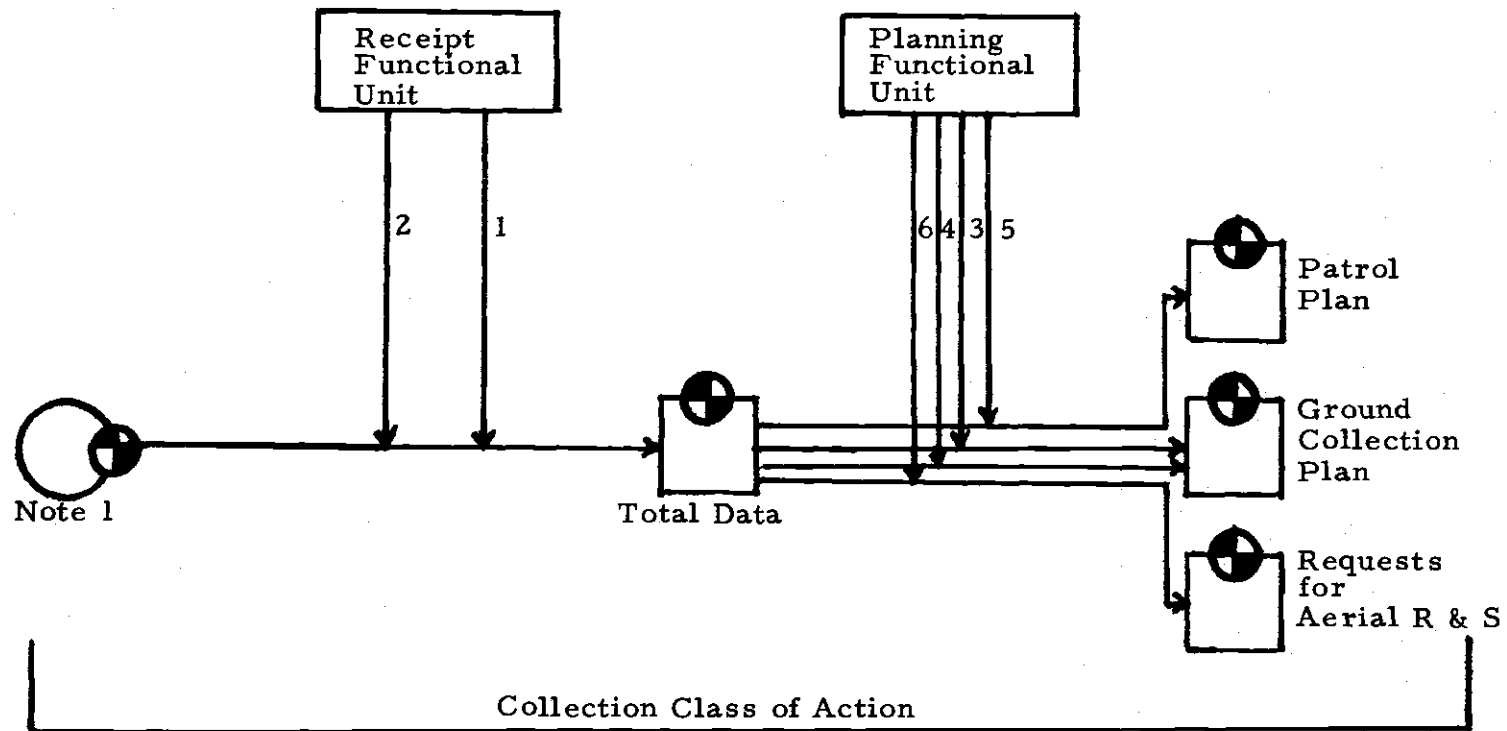 Receipt
Functional
Unit
Planning
Functional
Unit
2
1
6
4
3
5
Patrol
Plan
Ground
Collection
Plan
Note 1
Total Data
Requests
for
Aerial R & S
Collection Class of Action